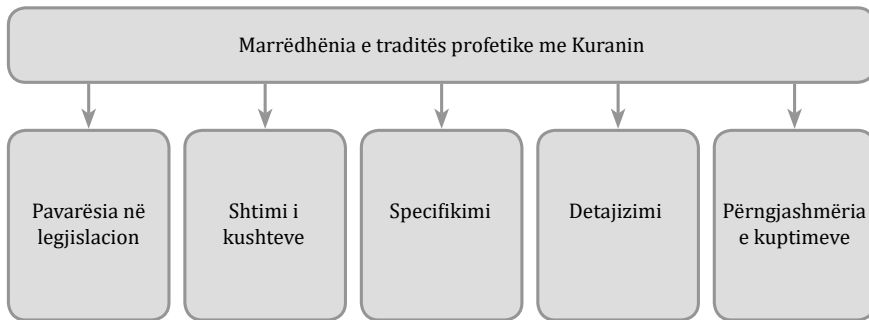 Marrëdhënia e traditës profetike me Kuranin
Pavarësia në
legjislacion
Shtimi i
kushteve
Specifikimi
Detajizimi
Përngjashmëria
e kuptimeve